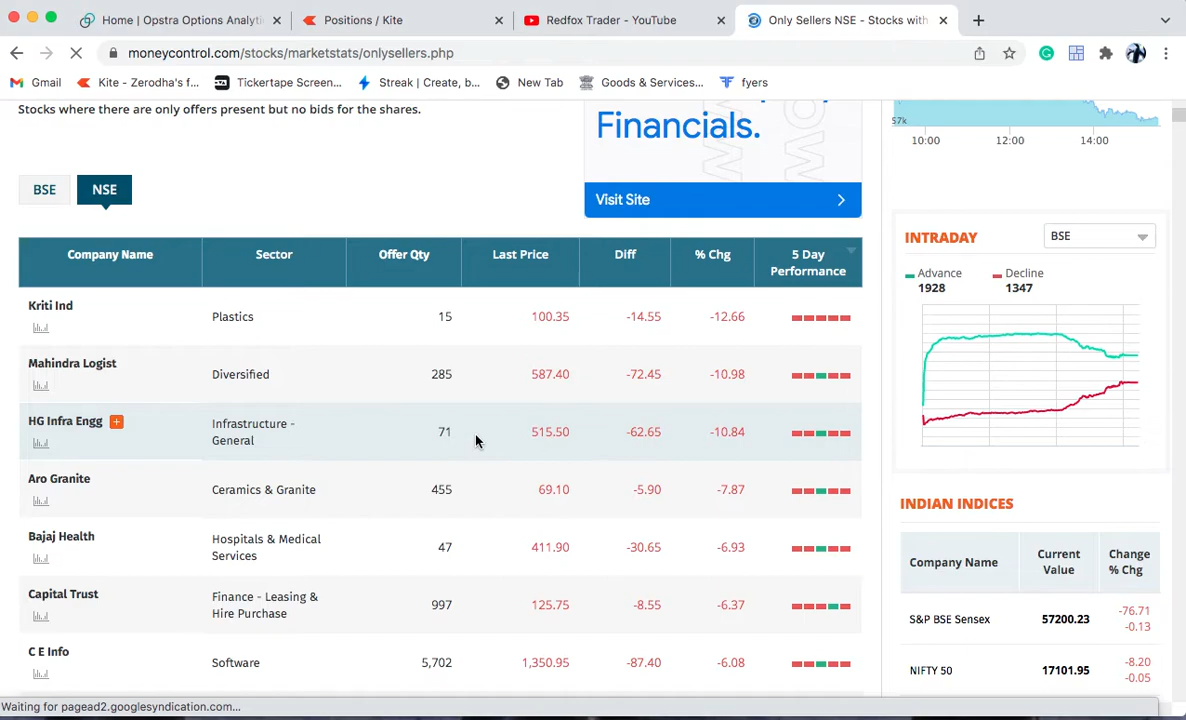 Home | Opstra Options Analyti
Positions / Kite
Redfox Trader - YouTube
Only Sellers NSE - Stocks with
moneycontrol.com/stocks/marketstats/onlysellers.php
Gmail
Kite - Zerodha's f...
Tickertape Screen...
Streak | Create, b...
New Tab
Goods & Services...
fyers
Stocks where there are only offers present but no bids for the shares.
Financials.
Visit Site
BSE
NSE
Company Name Sector Offer Qty Last Price Diff % Chg 5 Day Performance
Kriti Ind Plastics 15 100.35 -14.55 -12.66
Mahindra Logist Diversified 285 587.40 -72.45 -10.98
HG Infra Engg + Infrastructure - General 71 515.50 -62.65 -10.84
Aro Granite Ceramics & Granite 455 69.10 -5.90 -7.87
Bajaj Health Hospitals & Medical Services 47 411.90 -30.65 -6.93
Capital Trust Finance - Leasing & Hire Purchase 997 125.75 -8.55 -6.37
C E Info Software 5,702 1,350.95 -87.40 -6.08
57k
10:00 12:00 14:00
INTRADAY
BSE
Advance
1928
Decline
1347
INDIAN INDICES
Company Name Current Value Change % Chg
S&P BSE Sensex 57200.23 -76.71 -0.13
NIFTY 50 17101.95 -8.20 -0.05
Waiting for pagead2.googlesyndication.com...